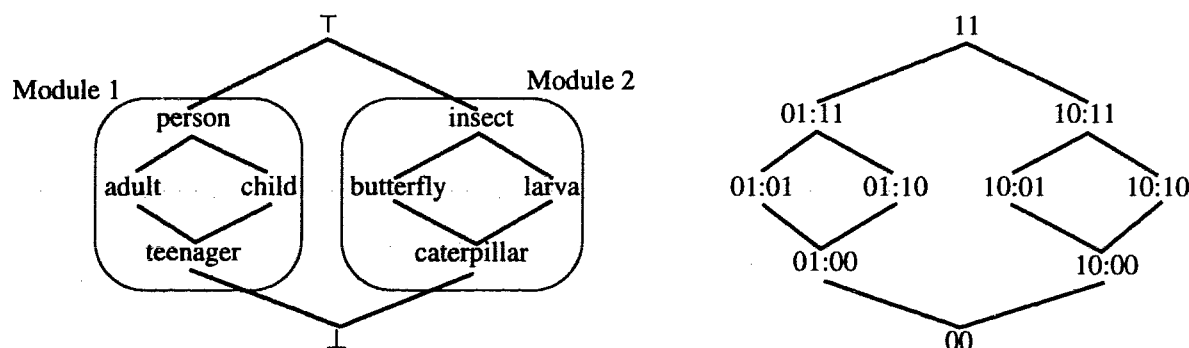 ⊤ 11
Module 1 Module 2
person insect 01:11 10:11
adult child butterfly larva 01:01 01:10 10:01 10:10
teenager caterpillar 01:00 10:00
⊥ 00